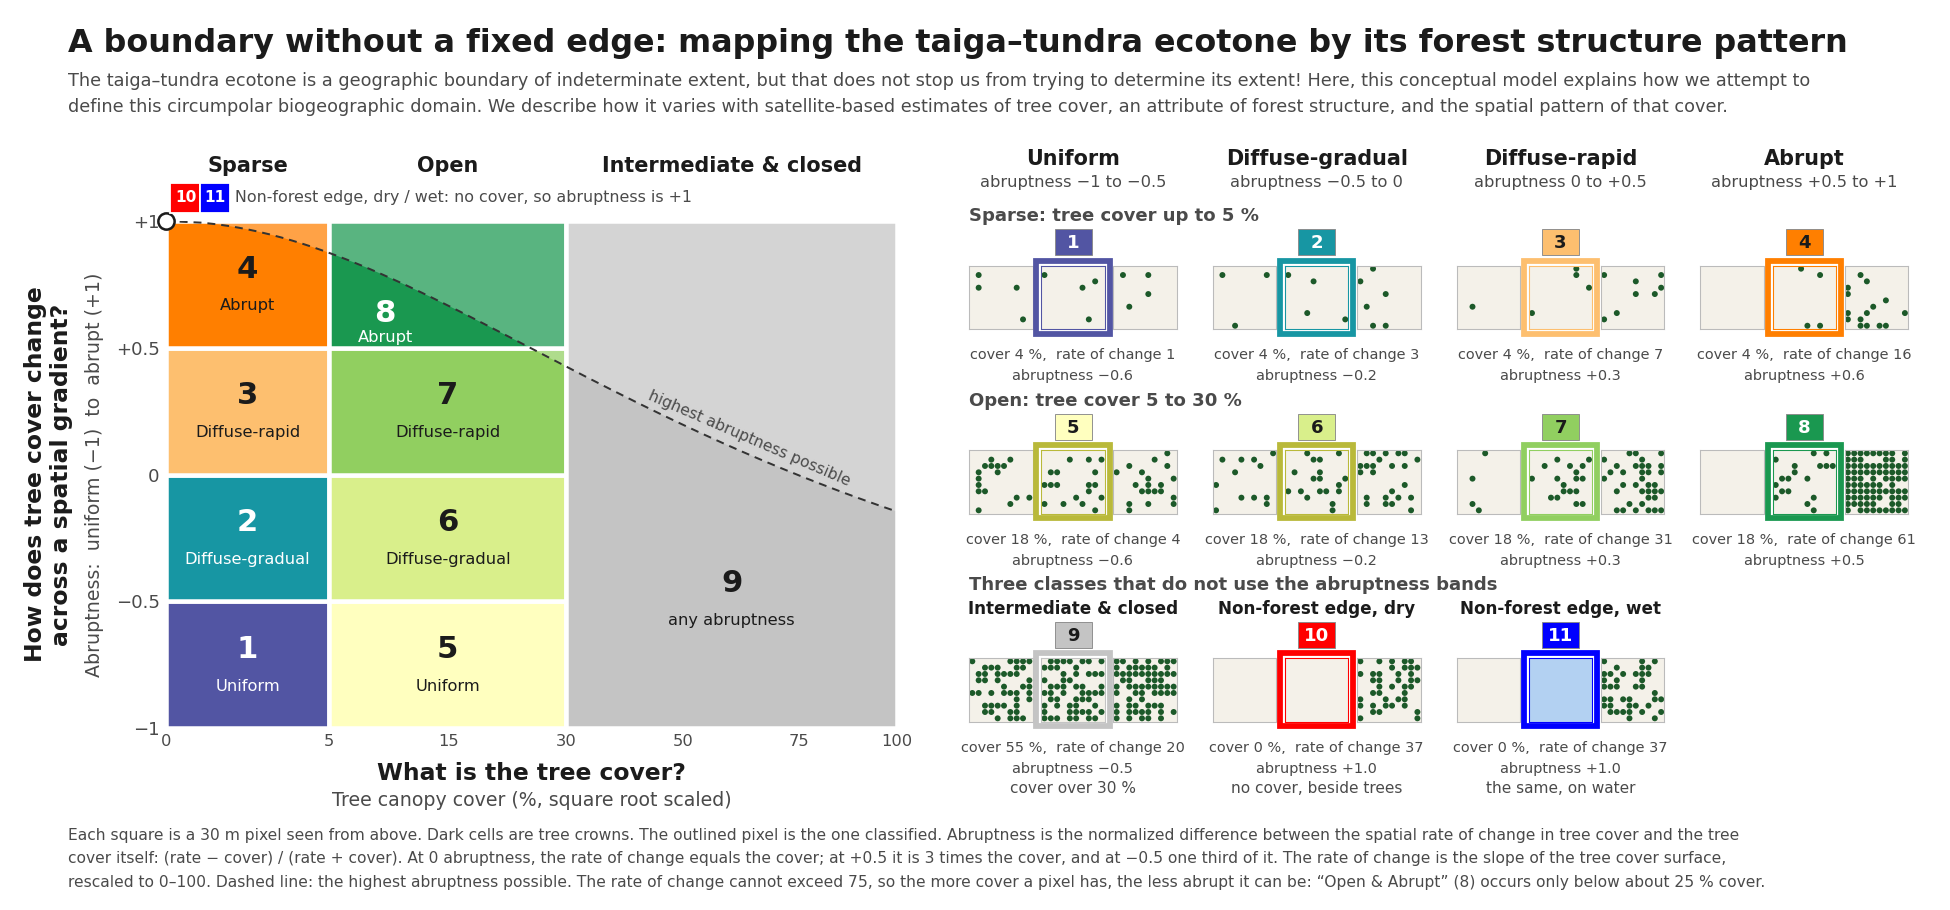 A boundary without a fixed edge: mapping the taiga–tundra ecotone by its forest structure pattern
The taiga–tundra ecotone is a geographic boundary of indeterminate extent, but that does not stop us from trying to determine its extent! Here, this conceptual model explains how we attempt to
define this circumpolar biogeographic domain. We describe how it varies with satellite-based estimates of tree cover, an attribute of forest structure, and the spatial pattern of that cover.
Sparse
Open
Intermediate & closed
10
11
Non-forest edge, dry / wet: no cover, so abruptness is +1
How does tree cover change
across a spatial gradient?
Abruptness: uniform (−1) to abrupt (+1)
+1
+0.5
0
−0.5
−1
4
Abrupt
8
Abrupt
3
Diffuse-rapid
7
Diffuse-rapid
highest abruptness possible
2
Diffuse-gradual
6
Diffuse-gradual
9
any abruptness
1
Uniform
5
Uniform
0
5
15
30
50
75
100
What is the tree cover?
Tree canopy cover (%, square root scaled)
Uniform
abruptness −1 to −0.5
Diffuse-gradual
abruptness −0.5 to 0
Diffuse-rapid
abruptness 0 to +0.5
Abrupt
abruptness +0.5 to +1
Sparse: tree cover up to 5 %
1
2
3
4
cover 4 %, rate of change 1
abruptness −0.6
cover 4 %, rate of change 3
abruptness −0.2
cover 4 %, rate of change 7
abruptness +0.3
cover 4 %, rate of change 16
abruptness +0.6
Open: tree cover 5 to 30 %
5
6
7
8
cover 18 %, rate of change 4
abruptness −0.6
cover 18 %, rate of change 13
abruptness −0.2
cover 18 %, rate of change 31
abruptness +0.3
cover 18 %, rate of change 61
abruptness +0.5
Three classes that do not use the abruptness bands
Intermediate & closed
Non-forest edge, dry
Non-forest edge, wet
9
10
11
cover 55 %, rate of change 20
abruptness −0.5
cover over 30 %
cover 0 %, rate of change 37
abruptness +1.0
no cover, beside trees
cover 0 %, rate of change 37
abruptness +1.0
the same, on water
Each square is a 30 m pixel seen from above. Dark cells are tree crowns. The outlined pixel is the one classified. Abruptness is the normalized difference between the spatial rate of change in tree cover and the tree
cover itself: (rate − cover) / (rate + cover). At 0 abruptness, the rate of change equals the cover; at +0.5 it is 3 times the cover, and at −0.5 one third of it. The rate of change is the slope of the tree cover surface,
rescaled to 0–100. Dashed line: the highest abruptness possible. The rate of change cannot exceed 75, so the more cover a pixel has, the less abrupt it can be: “Open & Abrupt” (8) occurs only below about 25 % cover.